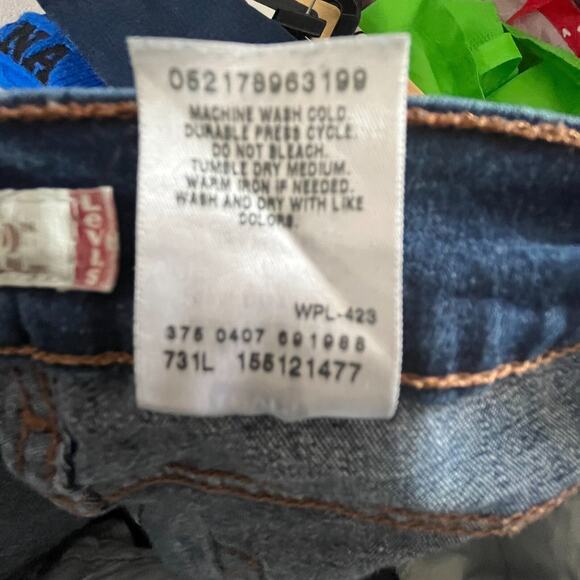 NA
052178963199
MACHINE WASH COLD.
DURABLE PRESS CYCLE.
DO NOT BLEACH.
TUMBLE DRY MEDIUM.
WARM IRON IF NEEDED.
WASH AND DRY WITH LIKE
COLORS.
Levi's
WPL-423
375 0407 691988
731L 155121477